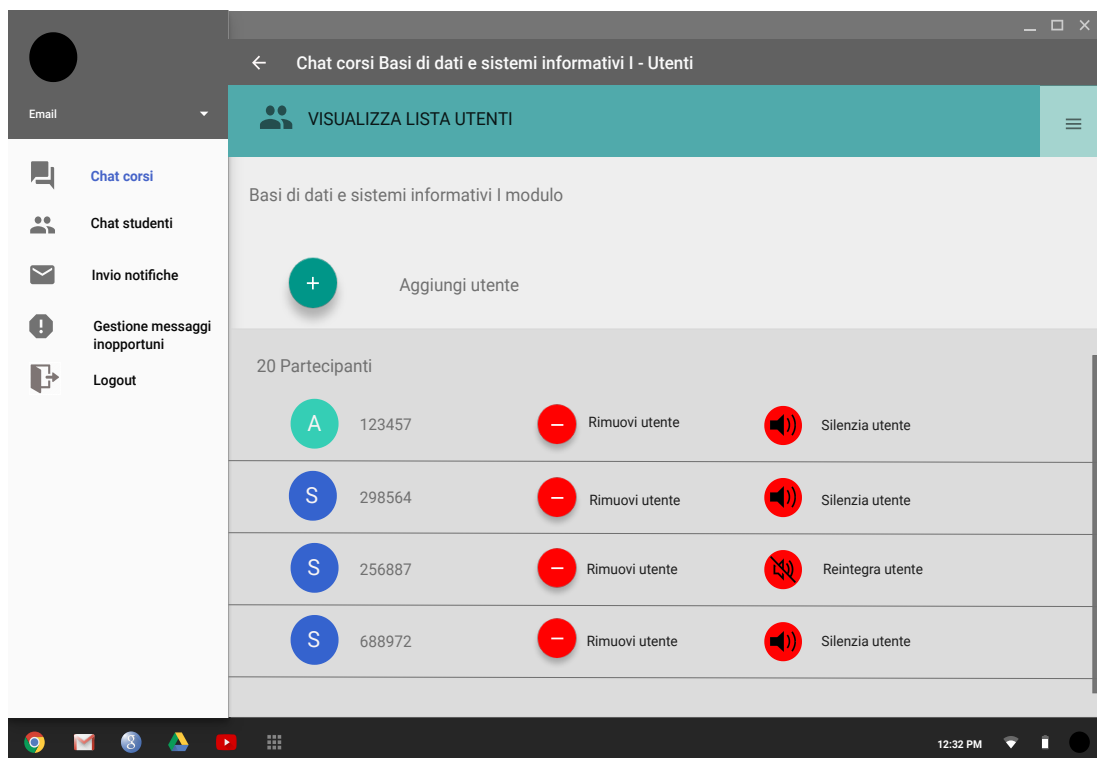 Chat corsi Basi di dati e sistemi informativi I - Utenti
Email
VISUALIZZA LISTA UTENTI
Chat corsi
Chat studenti
Invio notifiche
Gestione messaggi
inopportuni
Logout
Basi di dati e sistemi informativi I modulo
+ Aggiungi utente
20 Partecipanti
A 123457 Rimuovi utente Silenzia utente
S 298564 Rimuovi utente Silenzia utente
S 256887 Rimuovi utente Reintegra utente
S 688972 Rimuovi utente Silenzia utente
8 12:32 PM